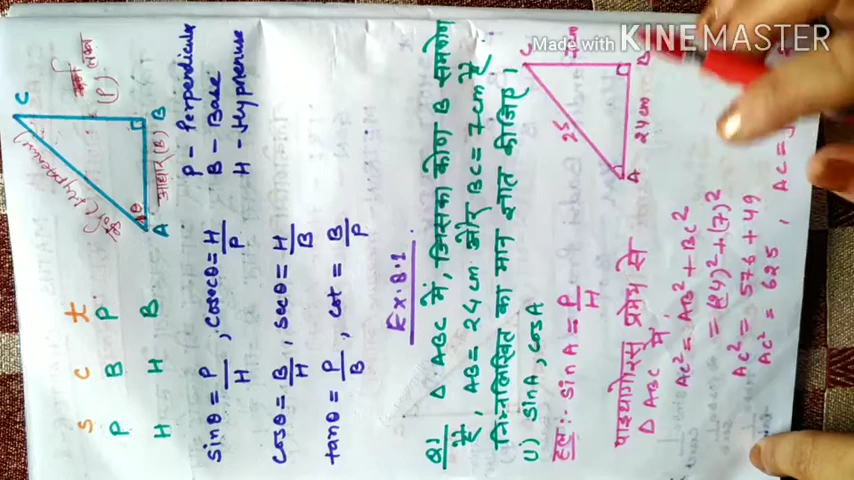 Made with KINEMASTER
S C t
P B P
H H B
C
कर्ण (Hypotenuse)
(P)
θ
A आधार (B) B
sinθ = P/H , cosecθ = H/P
cosθ = B/H , secθ = H/B
tanθ = P/B , cot = B/P
P - Perpendicular
B - Base
H - Hypotenuse
Ex. 8.1
Q1 Δ ABC में, जिसका कोण B समकोण
है, AB = 24 cm और BC = 7 cm है
निम्नलिखित का मान ज्ञात कीजिए।
(i) sin A, cos A
हल :- sin A = P/H
C
25
7cm
A 24 cm B
पाइथागोरस प्रमेय से
Δ ABC में
AC² = AB² + BC²
= (24)² + (7)²
AC² = 576 + 49
AC² = 625 , AC =